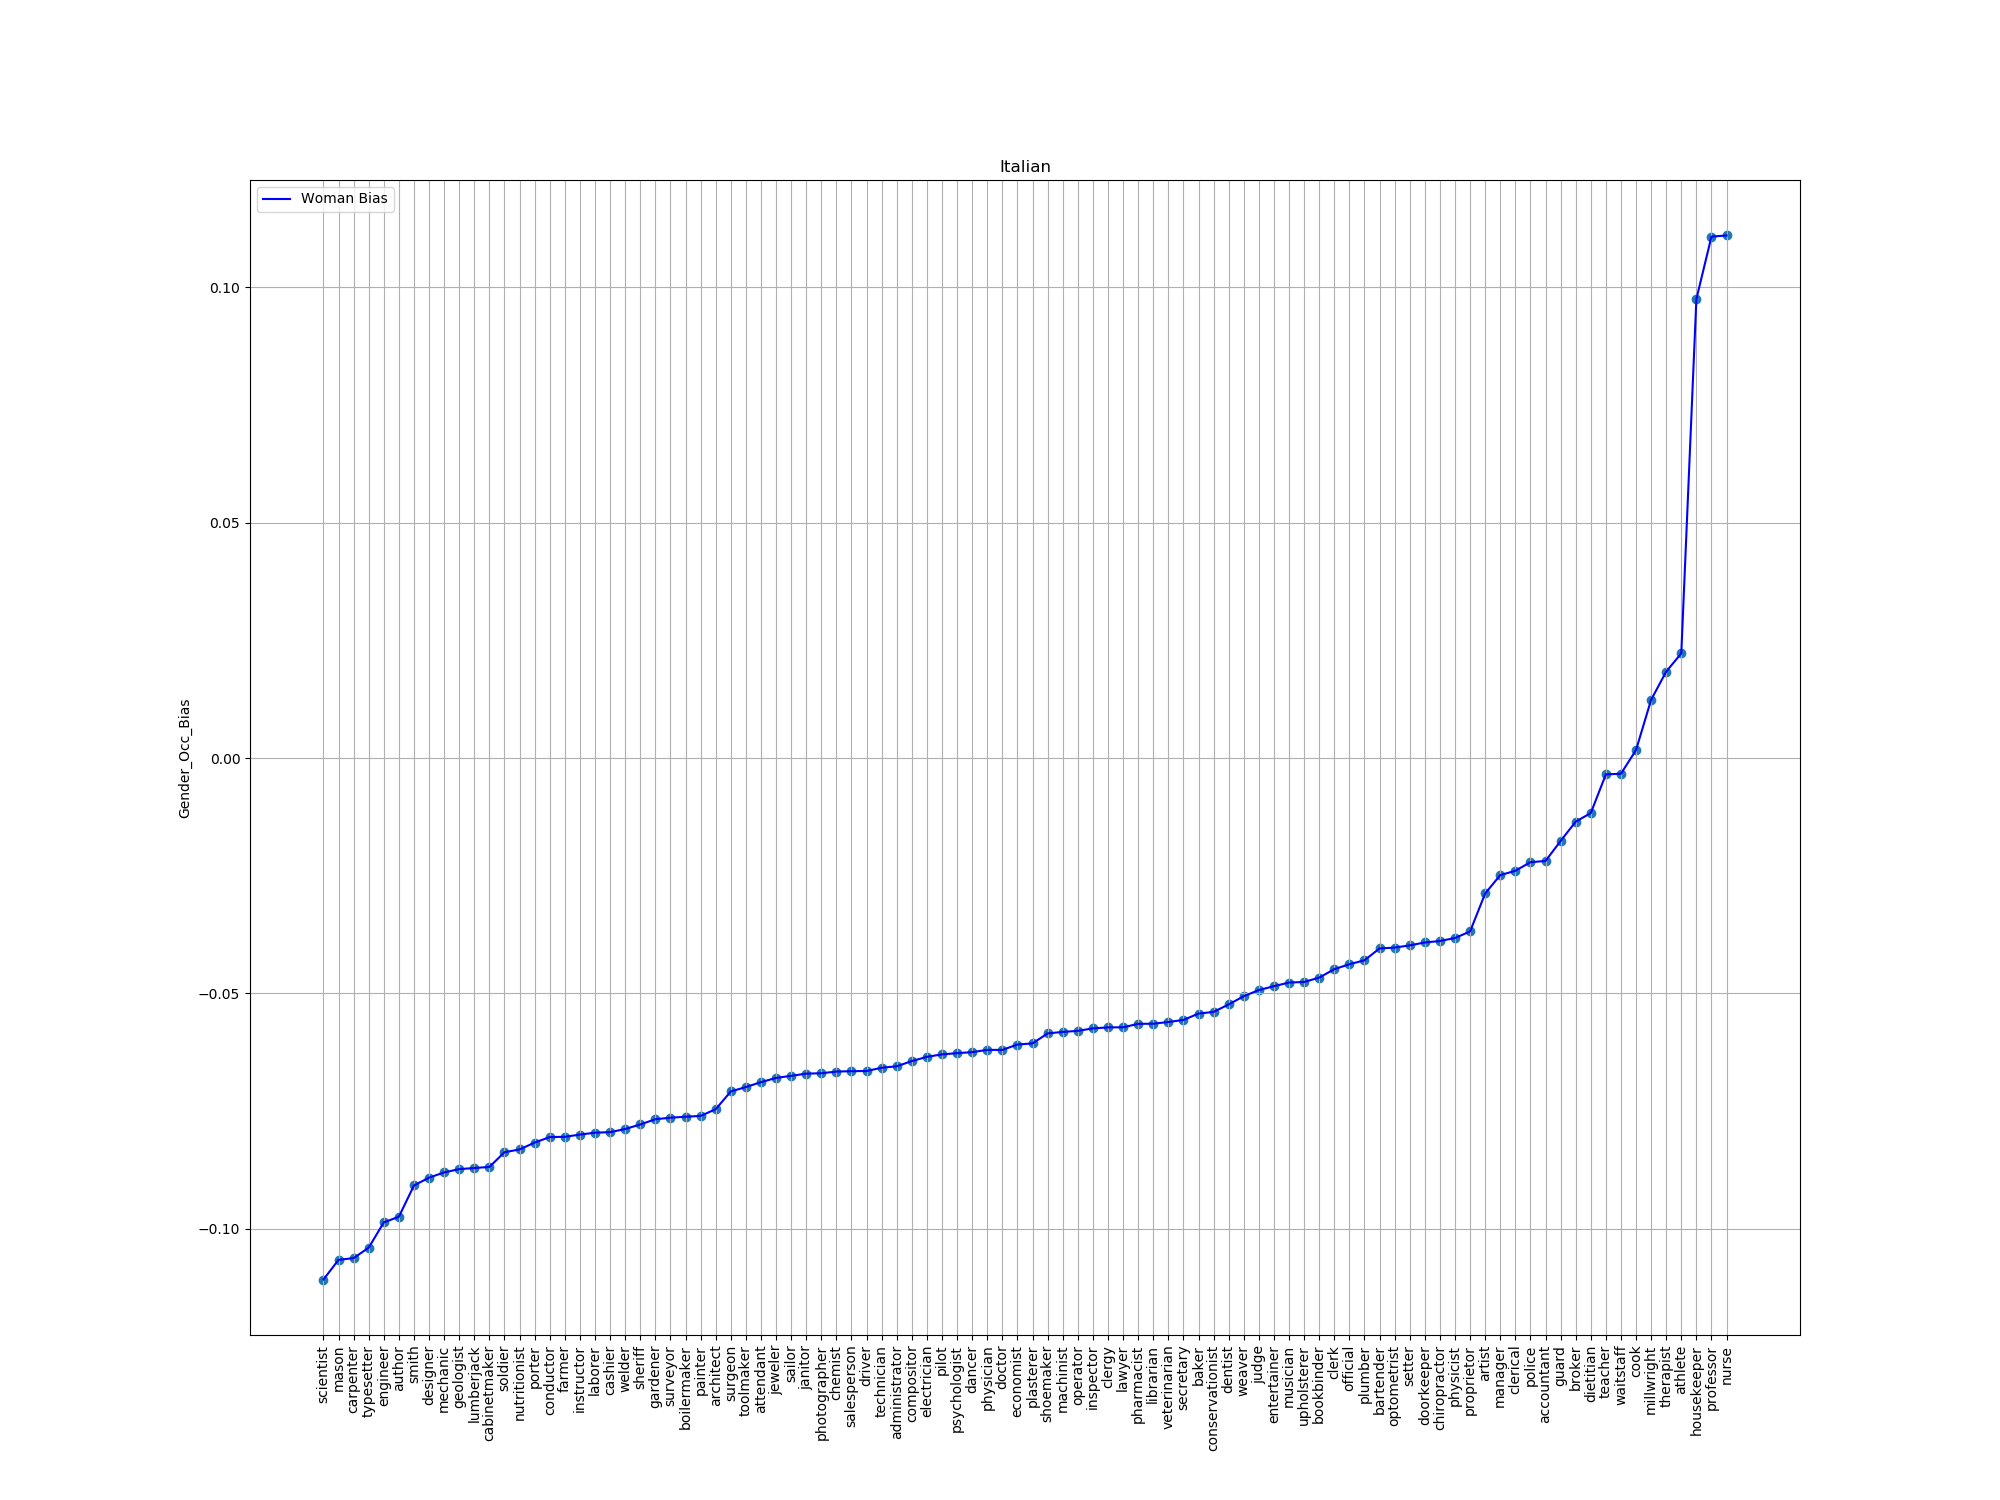 Italian
Woman Bias
Gender_Occ_Bias
0.10
0.05
0.00
−0.05
−0.10
scientist
mason
carpenter
typesetter
engineer
author
smith
designer
mechanic
geologist
lumberjack
cabinetmaker
soldier
nutritionist
porter
conductor
farmer
instructor
laborer
cashier
welder
sheriff
gardener
surveyor
boilermaker
painter
architect
surgeon
toolmaker
attendant
jeweler
sailor
janitor
photographer
chemist
salesperson
driver
technician
administrator
compositor
electrician
pilot
psychologist
dancer
physician
doctor
economist
plasterer
shoemaker
machinist
operator
inspector
clergy
lawyer
pharmacist
librarian
veterinarian
secretary
baker
conservationist
dentist
weaver
judge
entertainer
musician
upholsterer
bookbinder
clerk
official
plumber
bartender
optometrist
setter
doorkeeper
chiropractor
physicist
proprietor
artist
manager
clerical
police
accountant
guard
broker
dietitian
teacher
waitstaff
cook
millwright
therapist
athlete
housekeeper
professor
nurse